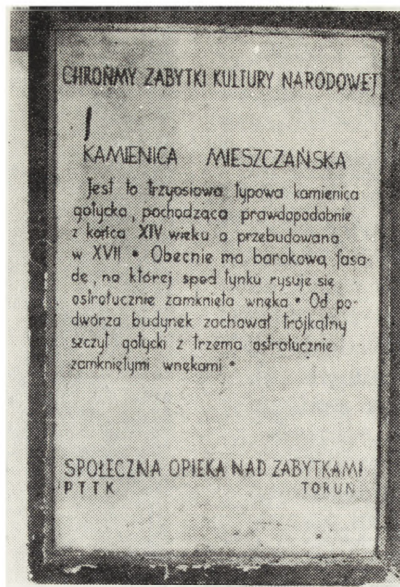 CHROŃMY ZABYTKI KULTURY NARODOWEJ
KAMIENICA MIESZCZAŃSKA
Jest to trzyosiowa typowa kamienica
gotycka, pochodząca prawdopodobnie
z końca XIV wieku a przebudowana
w XVII • Obecnie ma barokową fasa-
dę, na której spod tynku rysuje się
ostrołucznie zamknięta wnęka • Od po-
dwórza budynek zachował trójkątny
szczyt gotycki z trzema ostrołucznie
zamkniętymi wnękami •
SPOŁECZNA OPIEKA NAD ZABYTKAMI
PTTK TORUŃ